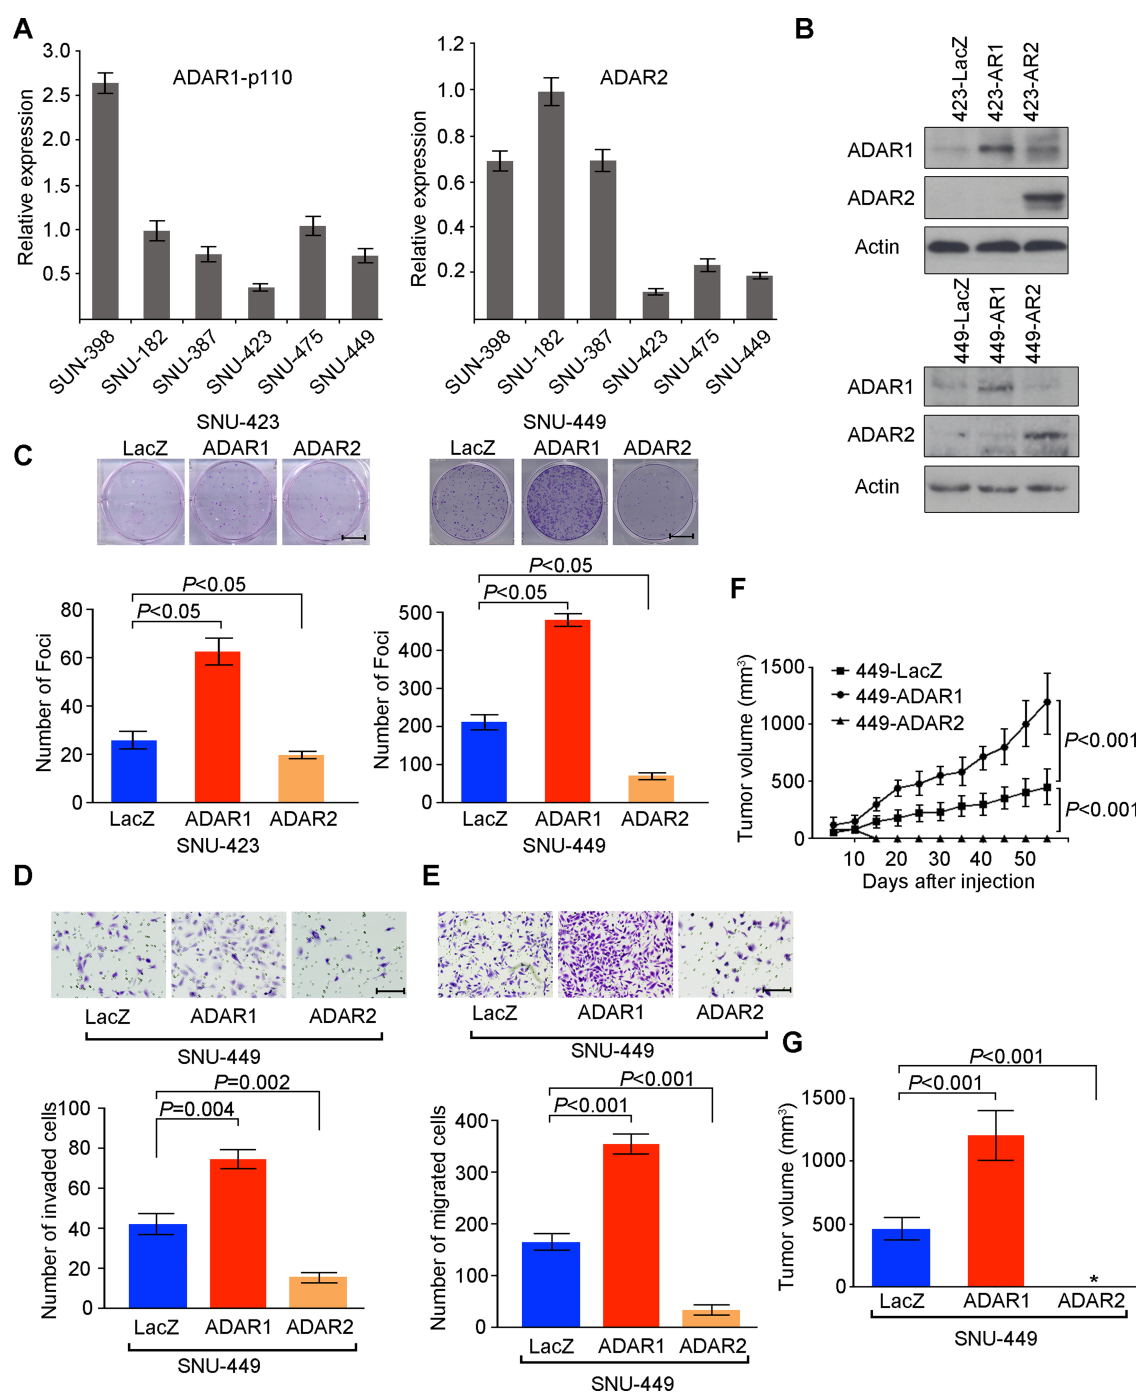 A
ADAR1-p110
Relative expression
3.0
2.5
2.0
1.5
1.0
0.5
SUN-398
SNU-182
SNU-387
SNU-423
SNU-475
SNU-449
ADAR2
Relative expression
1.2
1.0
0.8
0.6
0.4
0.2
SUN-398
SNU-182
SNU-387
SNU-423
SNU-475
SNU-449
B
423-LacZ
423-AR1
423-AR2
ADAR1
ADAR2
Actin
449-LacZ
449-AR1
449-AR2
ADAR1
ADAR2
Actin
C
SNU-423
LacZ ADAR1 ADAR2
SNU-449
LacZ ADAR1 ADAR2
P<0.05
P<0.05
Number of Foci
80
60
40
20
0
LacZ ADAR1 ADAR2
SNU-423
P<0.05
P<0.05
Number of Foci
500
400
300
200
100
0
LacZ ADAR1 ADAR2
SNU-449
F
Tumor volume (mm³)
1500
1000
500
0
449-LacZ
449-ADAR1
449-ADAR2
P<0.001
P<0.001
10 20 30 40 50
Days after injection
D
LacZ ADAR1 ADAR2
SNU-449
P=0.002
P=0.004
Number of invaded cells
100
80
60
40
20
0
LacZ ADAR1 ADAR2
SNU-449
E
LacZ ADAR1 ADAR2
SNU-449
P<0.001
P<0.001
Number of migrated cells
400
300
200
100
0
LacZ ADAR1 ADAR2
SNU-449
G
P<0.001
P<0.001
Tumor volume (mm³)
1500
1000
500
0
*
LacZ ADAR1 ADAR2
SNU-449